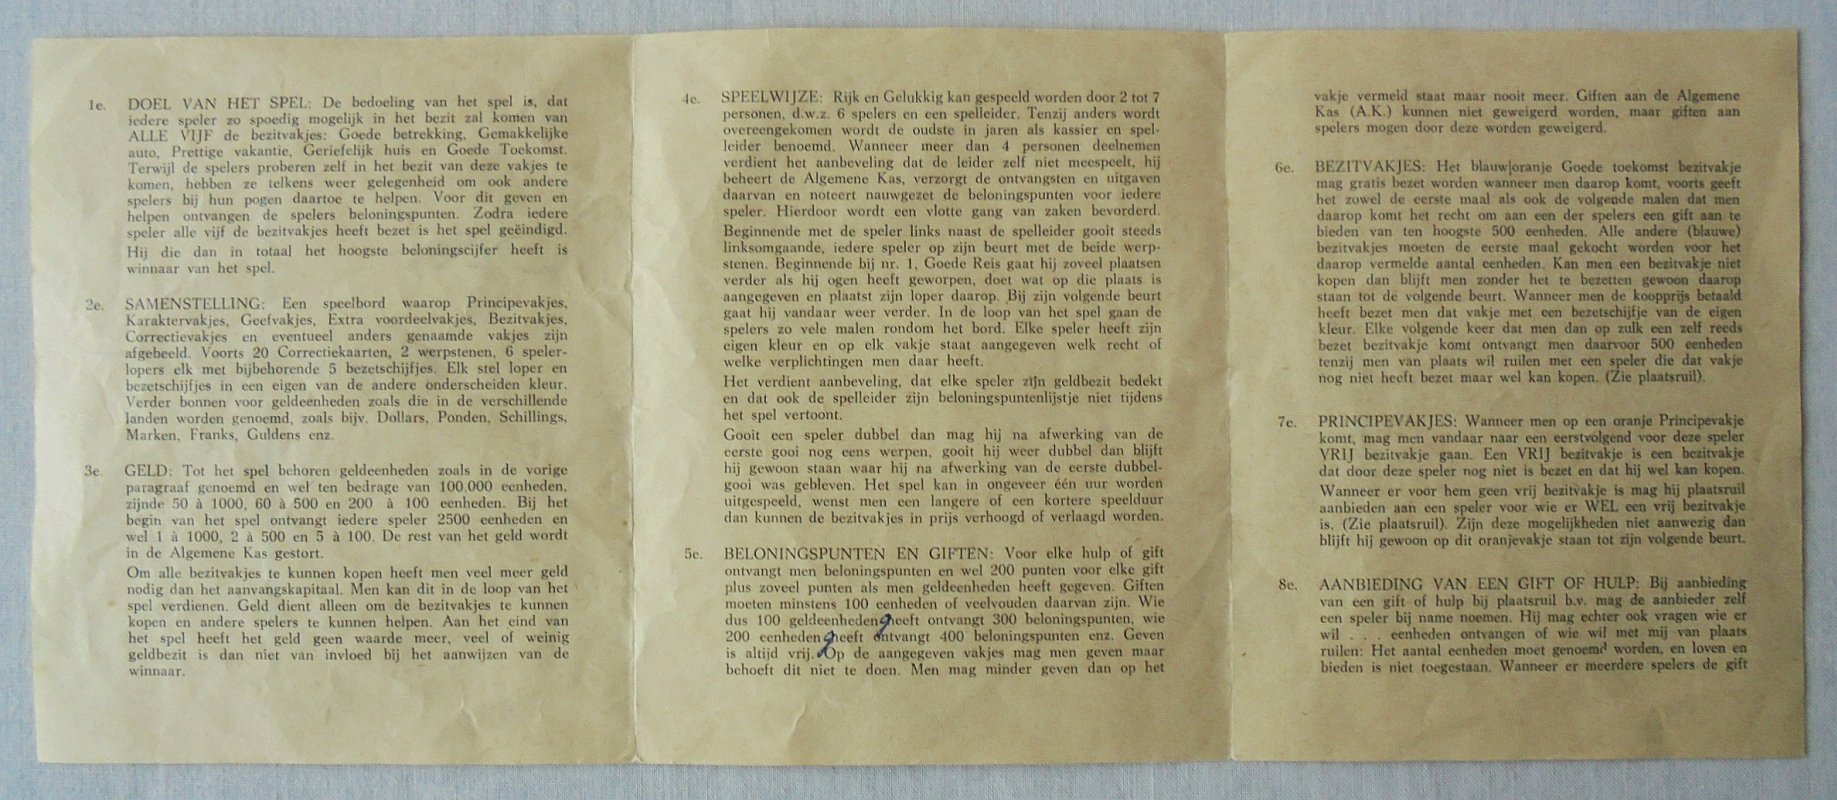 1e. DOEL VAN HET SPEL: De bedoeling van het spel is, dat
iedere speler zo spoedig mogelijk in het bezit zal komen van
ALLE VIJF de bezitvakjes: Goede betrekking, Gemakkelijke
auto, Prettige vakantie, Geriefelijk huis en Goede Toekomst.
Terwijl de spelers proberen zelf in het bezit van deze vakjes te
komen, hebben ze telkens weer gelegenheid om ook andere
spelers bij hun pogen daartoe te helpen. Voor dit geven en
helpen ontvangen de spelers beloningspunten. Zodra iedere
speler alle vijf de bezitvakjes heeft bezet is het spel geëindigd.
Hij die dan in totaal het hoogste beloningscijfer heeft is
winnaar van het spel.
2e. SAMENSTELLING: Een speelbord waarop Principevakjes,
Karaktervakjes, Geefvakjes, Extra voordeelvakjes, Bezitvakjes,
Correctievakjes en eventueel anders genaamde vakjes zijn
afgebeeld. Voorts 20 Correctiekaarten, 2 werpstenen, 6 speler-
lopers elk met bijbehorende 5 bezetschijfjes. Elk stel loper en
bezetschijfjes in een eigen van de andere onderscheiden kleur.
Verder bonnen voor geldeenheden zoals die in de verschillende
landen worden genoemd, zoals bijv. Dollars, Ponden, Schillings,
Marken, Franks, Guldens enz.
3e. GELD: Tot het spel behoren geldeenheden zoals in de vorige
paragraaf genoemd en wel ten bedrage van 100.000 eenheden,
zijnde 50 à 1000, 60 à 500 en 200 à 100 eenheden. Bij het
begin van het spel ontvangt iedere speler 2500 eenheden en
wel 1 à 1000, 2 à 500 en 5 à 100. De rest van het geld wordt
in de Algemene Kas gestort.
Om alle bezitvakjes te kunnen kopen heeft men veel meer geld
nodig dan het aanvangskapitaal. Men kan dit in de loop van het
spel verdienen. Geld dient alleen om de bezitvakjes te kunnen
kopen en andere spelers te kunnen helpen. Aan het eind van
het spel heeft het geld geen waarde meer, veel of weinig
geldbezit is dan niet van invloed bij het aanwijzen van de
winnaar.
4e. SPEELWIJZE: Rijk en Gelukkig kan gespeeld worden door 2 tot 7
personen, d.w.z. 6 spelers en een spelleider. Tenzij anders wordt
overeengekomen wordt de oudste in jaren als kassier en spel-
leider benoemd. Wanneer meer dan 4 personen deelnemen
verdient het aanbeveling dat de leider zelf niet meespeelt, hij
beheert de Algemene Kas, verzorgt de ontvangsten en uitgaven
daarvan en noteert nauwgezet de beloningspunten voor iedere
speler. Hierdoor wordt een vlotte gang van zaken bevorderd.
Beginnende met de speler links naast de spelleider gooit steeds
linksomgaande, iedere speler op zijn beurt met de beide werp-
stenen. Beginnende bij nr. 1, Goede Reis gaat hij zoveel plaatsen
verder als hij ogen heeft geworpen, doet wat op die plaats is
aangegeven en plaatst zijn loper daarop. Bij zijn volgende beurt
gaat hij vandaar weer verder. In de loop van het spel gaan de
spelers zo vele malen rondom het bord. Elke speler heeft zijn
eigen kleur en op elk vakje staat aangegeven welk recht of
welke verplichtingen men daar heeft.
Het verdient aanbeveling, dat elke speler zijn geldbezit bedekt
en dat ook de spelleider zijn beloningspuntenlijstje niet tijdens
het spel vertoont.
Gooit een speler dubbel dan mag hij na afwerking van de
eerste gooi nog eens werpen, gooit hij weer dubbel dan blijft
hij gewoon staan waar hij na afwerking van de eerste dubbel-
gooi was gebleven. Het spel kan in ongeveer één uur worden
uitgespeeld, wenst men een langere of een kortere speelduur
dan kunnen de bezitvakjes in prijs verhoogd of verlaagd worden.
5e. BELONINGSPUNTEN EN GIFTEN: Voor elke hulp of gift
ontvangt men beloningspunten en wel 200 punten voor elke gift
plus zoveel punten als men geldeenheden heeft gegeven. Giften
moeten minstens 100 eenheden of veelvouden daarvan zijn. Wie
dus 100 geldeenheden geeft ontvangt 300 beloningspunten, wie
200 eenheden geeft ontvangt 400 beloningspunten enz. Geven
is altijd vrij. Op de aangegeven vakjes mag men geven maar
behoeft dit niet te doen. Men mag minder geven dan op het
vakje vermeld staat maar nooit meer. Giften aan de Algemene
Kas (A.K.) kunnen niet geweigerd worden, maar giften aan
spelers mogen door deze worden geweigerd.
6e. BEZITVAKJES: Het blauw|oranje Goede toekomst bezitvakje
mag gratis bezet worden wanneer men daarop komt, voorts geeft
het zowel de eerste maal als ook de volgende malen dat men
daarop komt het recht om aan een der spelers een gift aan te
bieden van ten hoogste 500 eenheden. Alle andere (blauwe)
bezitvakjes moeten de eerste maal gekocht worden voor het
daarop vermelde aantal eenheden. Kan men een bezitvakje niet
kopen dan blijft men zonder het te bezetten gewoon daarop
staan tot de volgende beurt. Wanneer men de koopprijs betaald
heeft bezet men dat vakje met een bezetschijfje van de eigen
kleur. Elke volgende keer dat men dan op zulk een zelf reeds
bezet bezitvakje komt ontvangt men daarvoor 500 eenheden
tenzij men van plaats wil ruilen met een speler die dat vakje
nog niet heeft bezet maar wel kan kopen. (Zie plaatsruil).
7e. PRINCIPEVAKJES: Wanneer men op een oranje Principevakje
komt, mag men vandaar naar een eerstvolgend voor deze speler
VRIJ bezitvakje gaan. Een VRIJ bezitvakje is een bezitvakje
dat door deze speler nog niet is bezet en dat hij wel kan kopen.
Wanneer er voor hem geen vrij bezitvakje is mag hij plaatsruil
aanbieden aan een speler voor wie er WEL een vrij bezitvakje
is. (Zie plaatsruil). Zijn deze mogelijkheden niet aanwezig dan
blijft hij gewoon op dit oranjevakje staan tot zijn volgende beurt.
8e. AANBIEDING VAN EEN GIFT OF HULP: Bij aanbieding
van een gift of hulp bij plaatsruil b.v. mag de aanbieder zelf
een speler bij name noemen. Hij mag echter ook vragen wie er
wil . . . eenheden ontvangen of wie wil met mij van plaats
ruilen: Het aantal eenheden moet genoemd worden, en loven en
bieden is niet toegestaan. Wanneer er meerdere spelers de gift